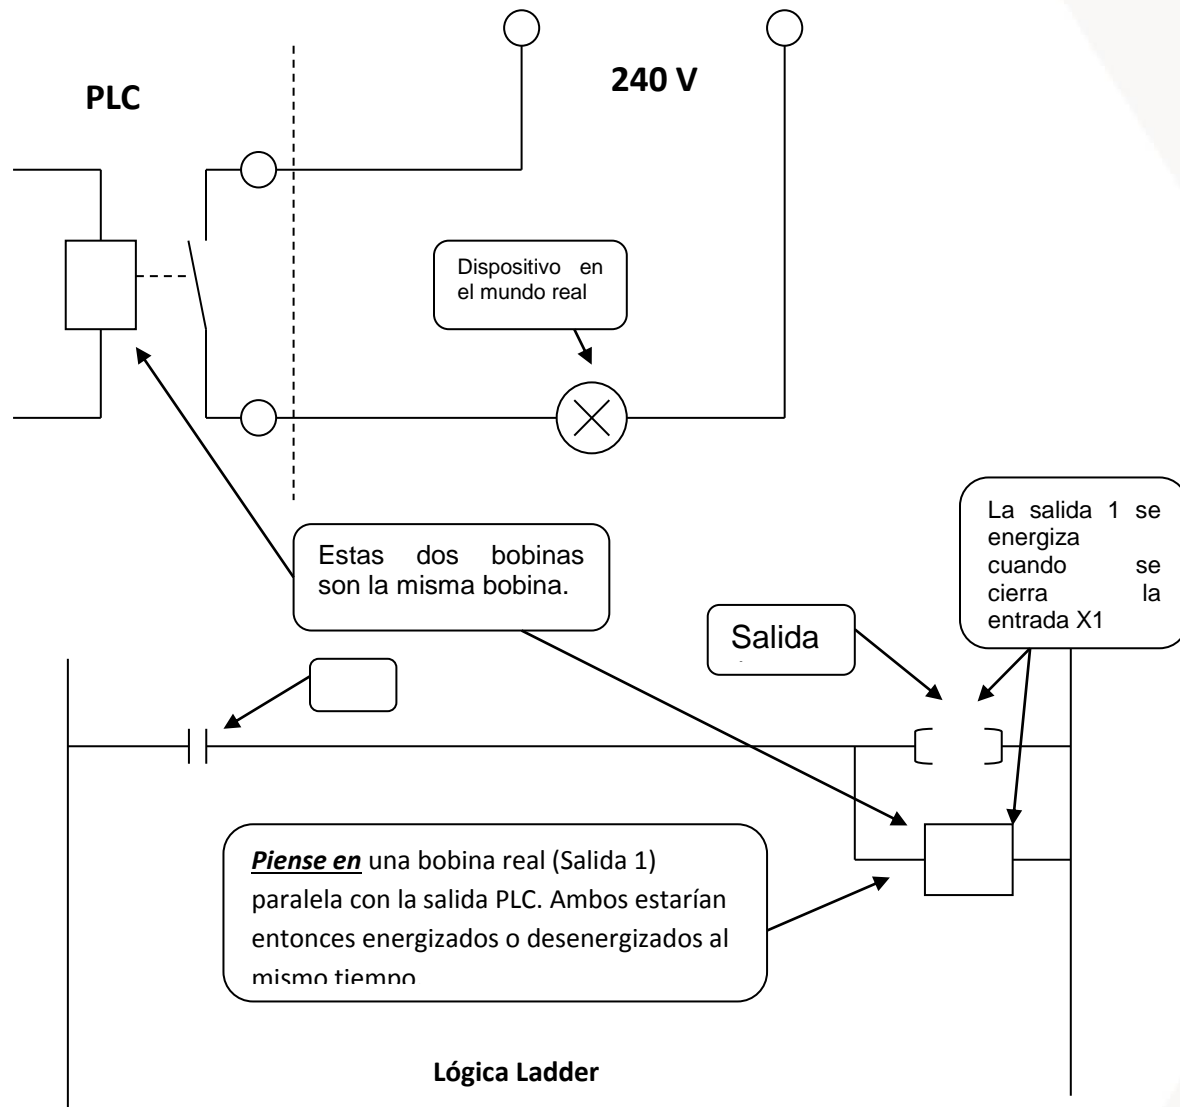 PLC
240 V
Dispositivo en
el mundo real
Estas dos bobinas
son la misma bobina.
La salida 1 se
energiza
cuando se
cierra la
entrada X1
Salida
Piense en una bobina real (Salida 1)
paralela con la salida PLC. Ambos estarían
entonces energizados o desenergizados al
mismo tiempo
Lógica Ladder